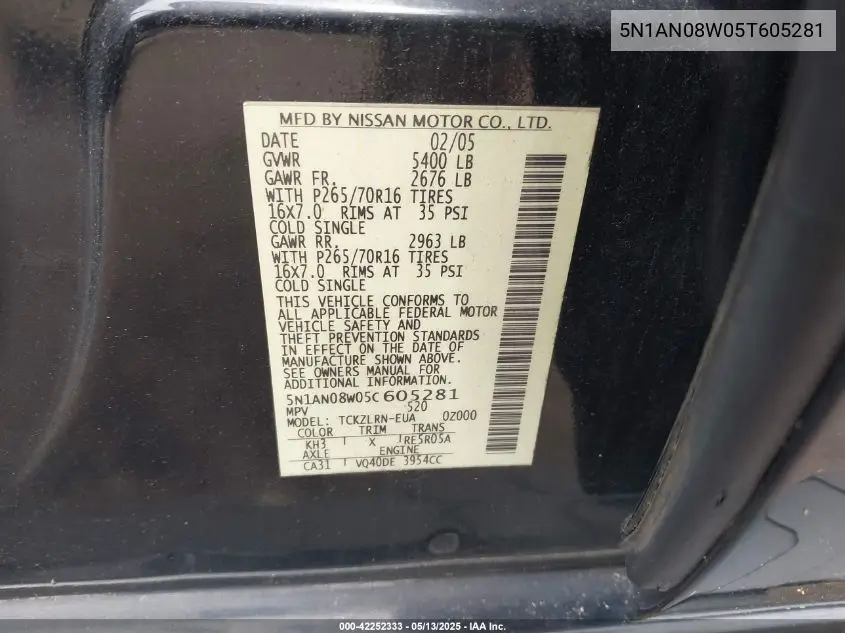 5N1AN08W05T605281
MFD BY NISSAN MOTOR CO., LTD.
DATE 02/05
GVWR 5400 LB
GAWR FR. 2676 LB
WITH P265/70R16 TIRES
16X7.0 RIMS AT 35 PSI
COLD SINGLE
GAWR RR. 2963 LB
WITH P265/70R16 TIRES
16X7.0 RIMS AT 35 PSI
COLD SINGLE
THIS VEHICLE CONFORMS TO
ALL APPLICABLE FEDERAL MOTOR
VEHICLE SAFETY AND
THEFT PREVENTION STANDARDS
IN EFFECT ON THE DATE OF
MANUFACTURE SHOWN ABOVE.
SEE OWNERS MANUAL FOR
ADDITIONAL INFORMATION.
5N1AN08W05C605281
MPV 520
MODEL: TCKZLRN-EUA 0Z000
COLOR TRIM TRANS
KH3 X RE5R05A
AXLE ENGINE
CA31 VQ40DE 3954CC
000-42252333 - 05/13/2025 - IAA Inc.